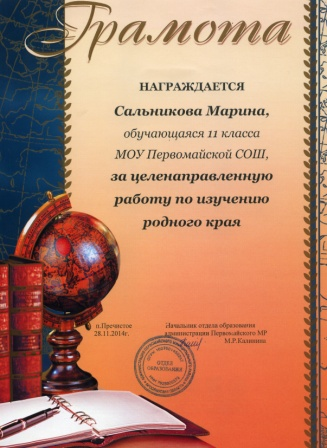 Грамота
НАГРАЖДАЕТСЯ
Сальникова Марина,
обучающаяся 11 класса
МОУ Первомайской СОШ,
за целенаправленную
работу по изучению
родного края
п.Пречистое
28.11.2014г.
Начальник отдела образования
администрации Первомайского МР
М.Р.Калинкин
ОТДЕЛ
ОБРАЗОВАНИЯ